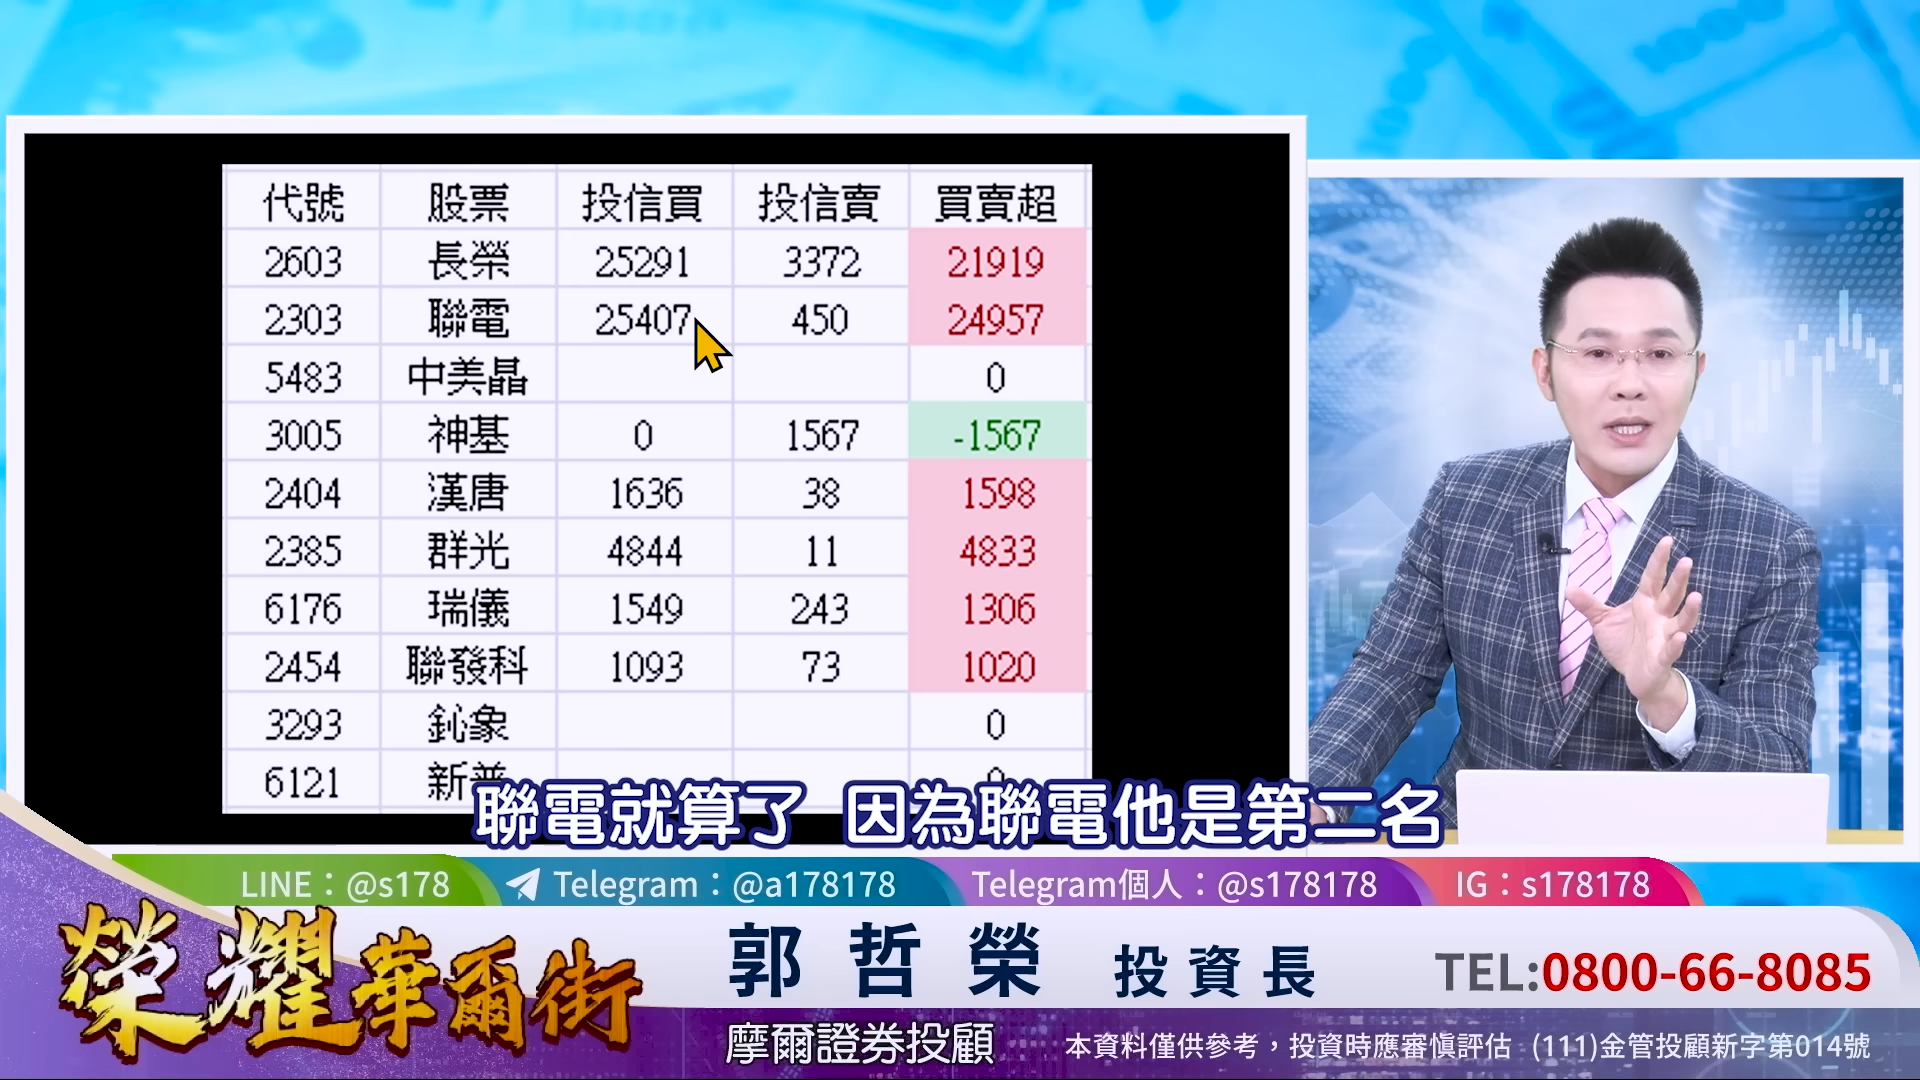 代號 股票 投信買 投信賣 買賣超
2603 長榮 25291 3372 21919
2303 聯電 25407 450 24957
5483 中美晶 0
3005 神基 0 1567 -1567
2404 漢唐 1636 38 1598
2385 群光 4844 11 4833
6176 瑞儀 1549 243 1306
2454 聯發科 1093 73 1020
3293 鈊象 0
6121 新普 0
聯電就算了 因為聯電他是第二名
LINE：@s178 Telegram：@a178178 Telegram個人：@s178178 IG：s178178
榮耀華爾街
郭哲榮 投資長 TEL:0800-66-8085
摩爾證券投顧 本資料僅供參考，投資時應審慎評估 (111)金管投顧新字第014號